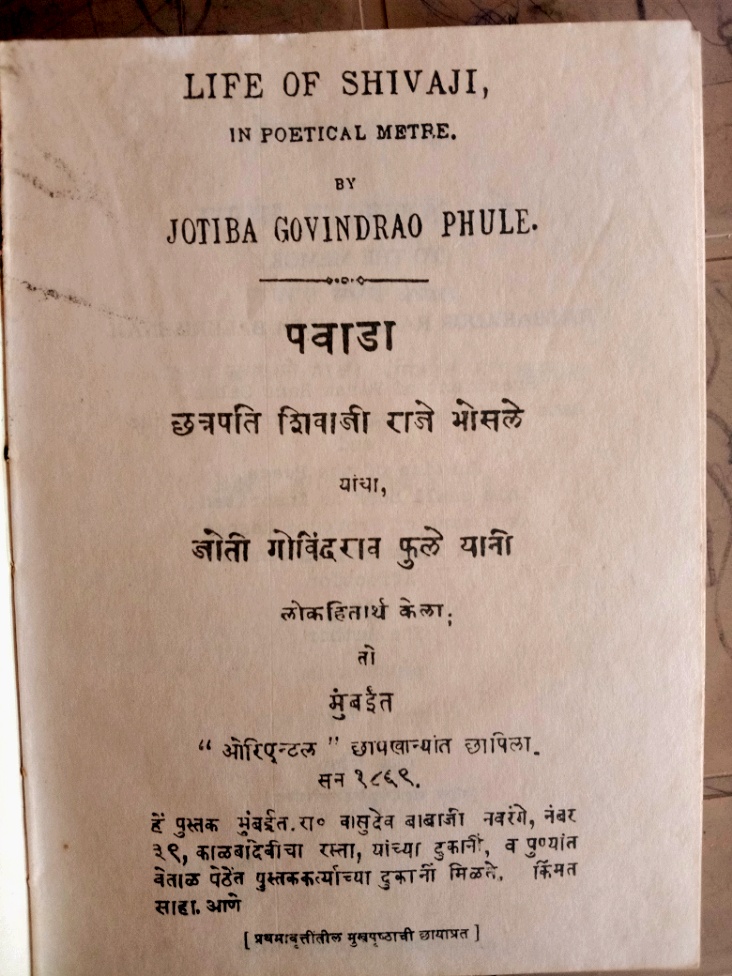 LIFE OF SHIVAJI,
IN POETICAL METRE.
BY
JOTIBA GOVINDRAO PHULE.
पवाडा
छत्रपति शिवाजी राजे भोसले
यांचा,
जोती गोविंदराव फुले यानी
लोकहितार्थ केला;
तो
मुंबईत
“ ओरिएन्टल ” छापखान्यांत छापिला.
सन १८६९.
हें पुस्तक मुंबईत. रा० वासुदेव बाबाजी नवरंगे, नंबर
३९, काळबादेवीचा रस्ता, यांच्या दुकानीं, व पुण्यांत
वेताळ पेठेंत पुस्तककर्त्याच्या दुकानीं मिळते. किंमत
साहा. आणे
[ प्रथमावृत्तींतील मुखपृष्ठाची छायाप्रत ]